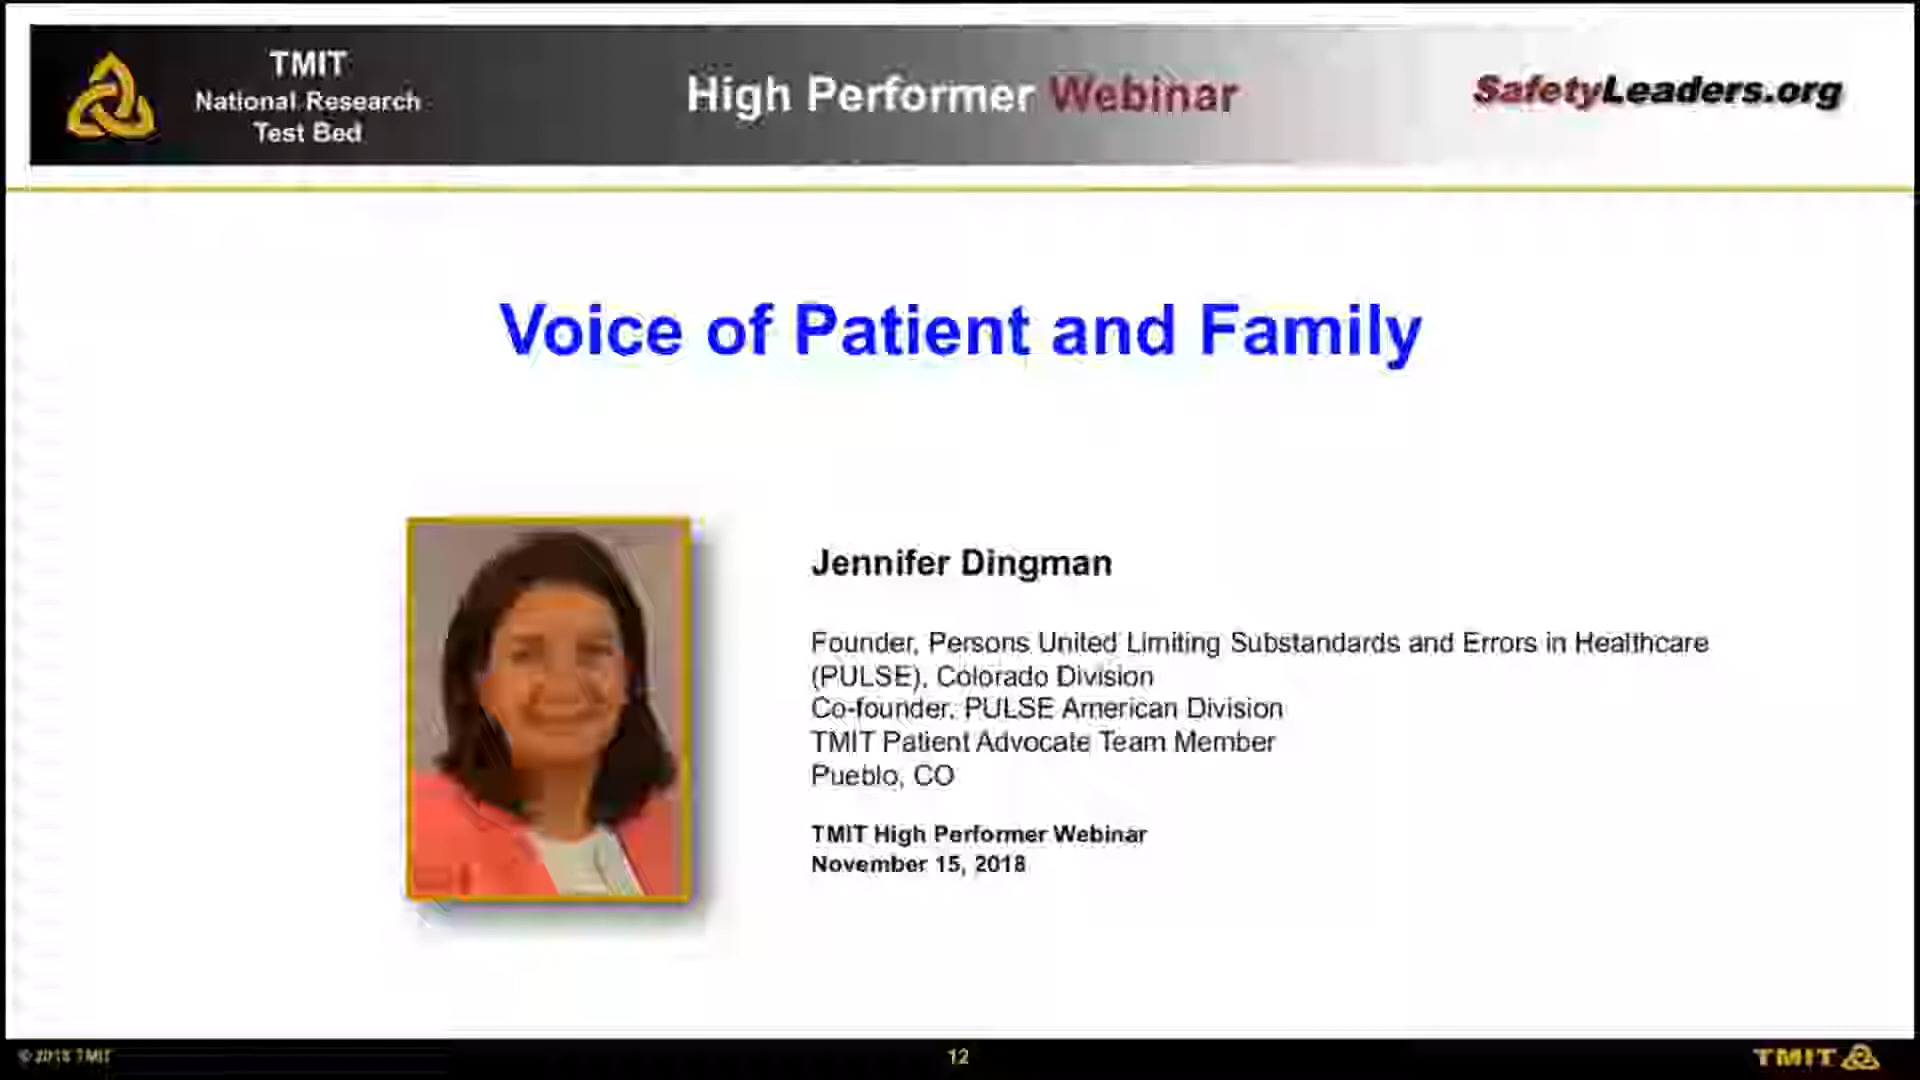 TMIT
National Research
Test Bed
High Performer Webinar
SafetyLeaders.org
Voice of Patient and Family
Jennifer Dingman
Founder, Persons United Limiting Substandards and Errors in Healthcare
(PULSE), Colorado Division
Co-founder, PULSE American Division
TMIT Patient Advocate Team Member
Pueblo, CO
TMIT High Performer Webinar
November 15, 2018
© 2018 TMIT
12
TMIT